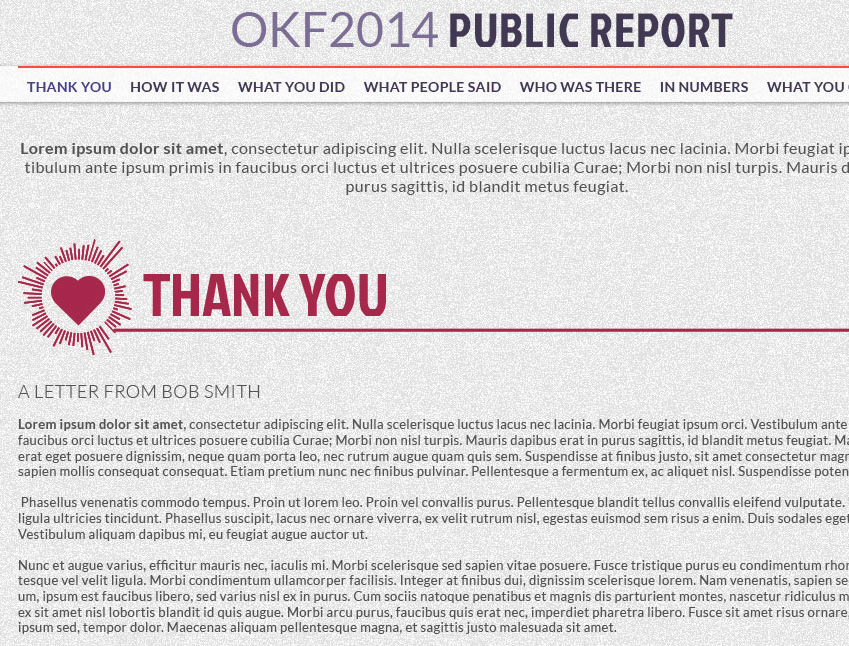 OKF2014 PUBLIC REPORT
THANK YOU HOW IT WAS WHAT YOU DID WHAT PEOPLE SAID WHO WAS THERE IN NUMBERS WHAT YOU
Lorem ipsum dolor sit amet, consectetur adipiscing elit. Nulla scelerisque luctus lacus nec lacinia. Morbi feugiat ip
tibulum ante ipsum primis in faucibus orci luctus et ultrices posuere cubilia Curae; Morbi non nisl turpis. Mauris d
purus sagittis, id blandit metus feugiat.
THANK YOU
A LETTER FROM BOB SMITH
Lorem ipsum dolor sit amet, consectetur adipiscing elit. Nulla scelerisque luctus lacus nec lacinia. Morbi feugiat ipsum orci. Vestibulum ante
faucibus orci luctus et ultrices posuere cubilia Curae; Morbi non nisl turpis. Mauris dapibus erat in purus sagittis, id blandit metus feugiat. Ma
erat eget posuere dignissim, neque quam porta leo, nec rutrum augue quam quis sem. Suspendisse at finibus justo, sit amet consectetur magn
sapien mollis consequat consequat. Etiam pretium nunc nec finibus pulvinar. Pellentesque a fermentum ex, ac aliquet nisl. Suspendisse poten
Phasellus venenatis commodo tempus. Proin ut lorem leo. Proin vel convallis purus. Pellentesque blandit tellus convallis eleifend vulputate.
ligula ultricies tincidunt. Phasellus suscipit, lacus nec ornare viverra, ex velit rutrum nisl, egestas euismod sem risus a enim. Duis sodales eget
Vestibulum aliquam dapibus mi, eu feugiat augue auctor ut.
Nunc et augue varius, efficitur mauris nec, iaculis mi. Morbi scelerisque sed sapien vitae posuere. Fusce tristique purus eu condimentum rhon
tesque vel velit ligula. Morbi condimentum ullamcorper facilisis. Integer at finibus dui, dignissim scelerisque lorem. Nam venenatis, sapien se
um, ipsum est faucibus libero, sed varius nisl ex in purus. Cum sociis natoque penatibus et magnis dis parturient montes, nascetur ridiculus m
ex sit amet nisl lobortis blandit id quis augue. Morbi arcu purus, faucibus quis erat nec, imperdiet pharetra libero. Fusce sit amet risus ornare,
ipsum sed, tempor dolor. Maecenas aliquam pellentesque magna, et sagittis justo malesuada sit amet.